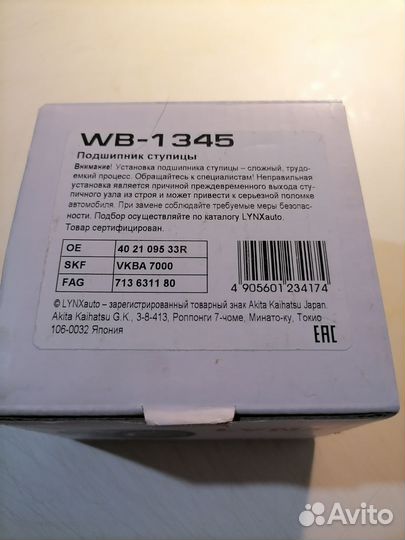 WB-1345
Подшипник ступицы
Внимание! Установка подшипника ступицы – сложный, трудо-
емкий процесс. Обращайтесь к специалистам! Неправильная
установка является причиной преждевременного выхода сту-
пичного узла из строя и может привести к серьезной поломке
автомобиля. При замене соблюдайте требуемые меры безопас-
ности. Подбор осуществляйте по каталогу LYNXauto.
Товар сертифицирован.
OE 40 21 095 33R
SKF VKBA 7000
FAG 713 6311 80
4 905601 234174
© LYNXauto – зарегистрированный товарный знак Akita Kaihatsu Japan.
Akita Kaihatsu G.K., 3-8-413, Роппонги 7-чоме, Минато-ку, Токио
106-0032 Япония
EAC
Avito